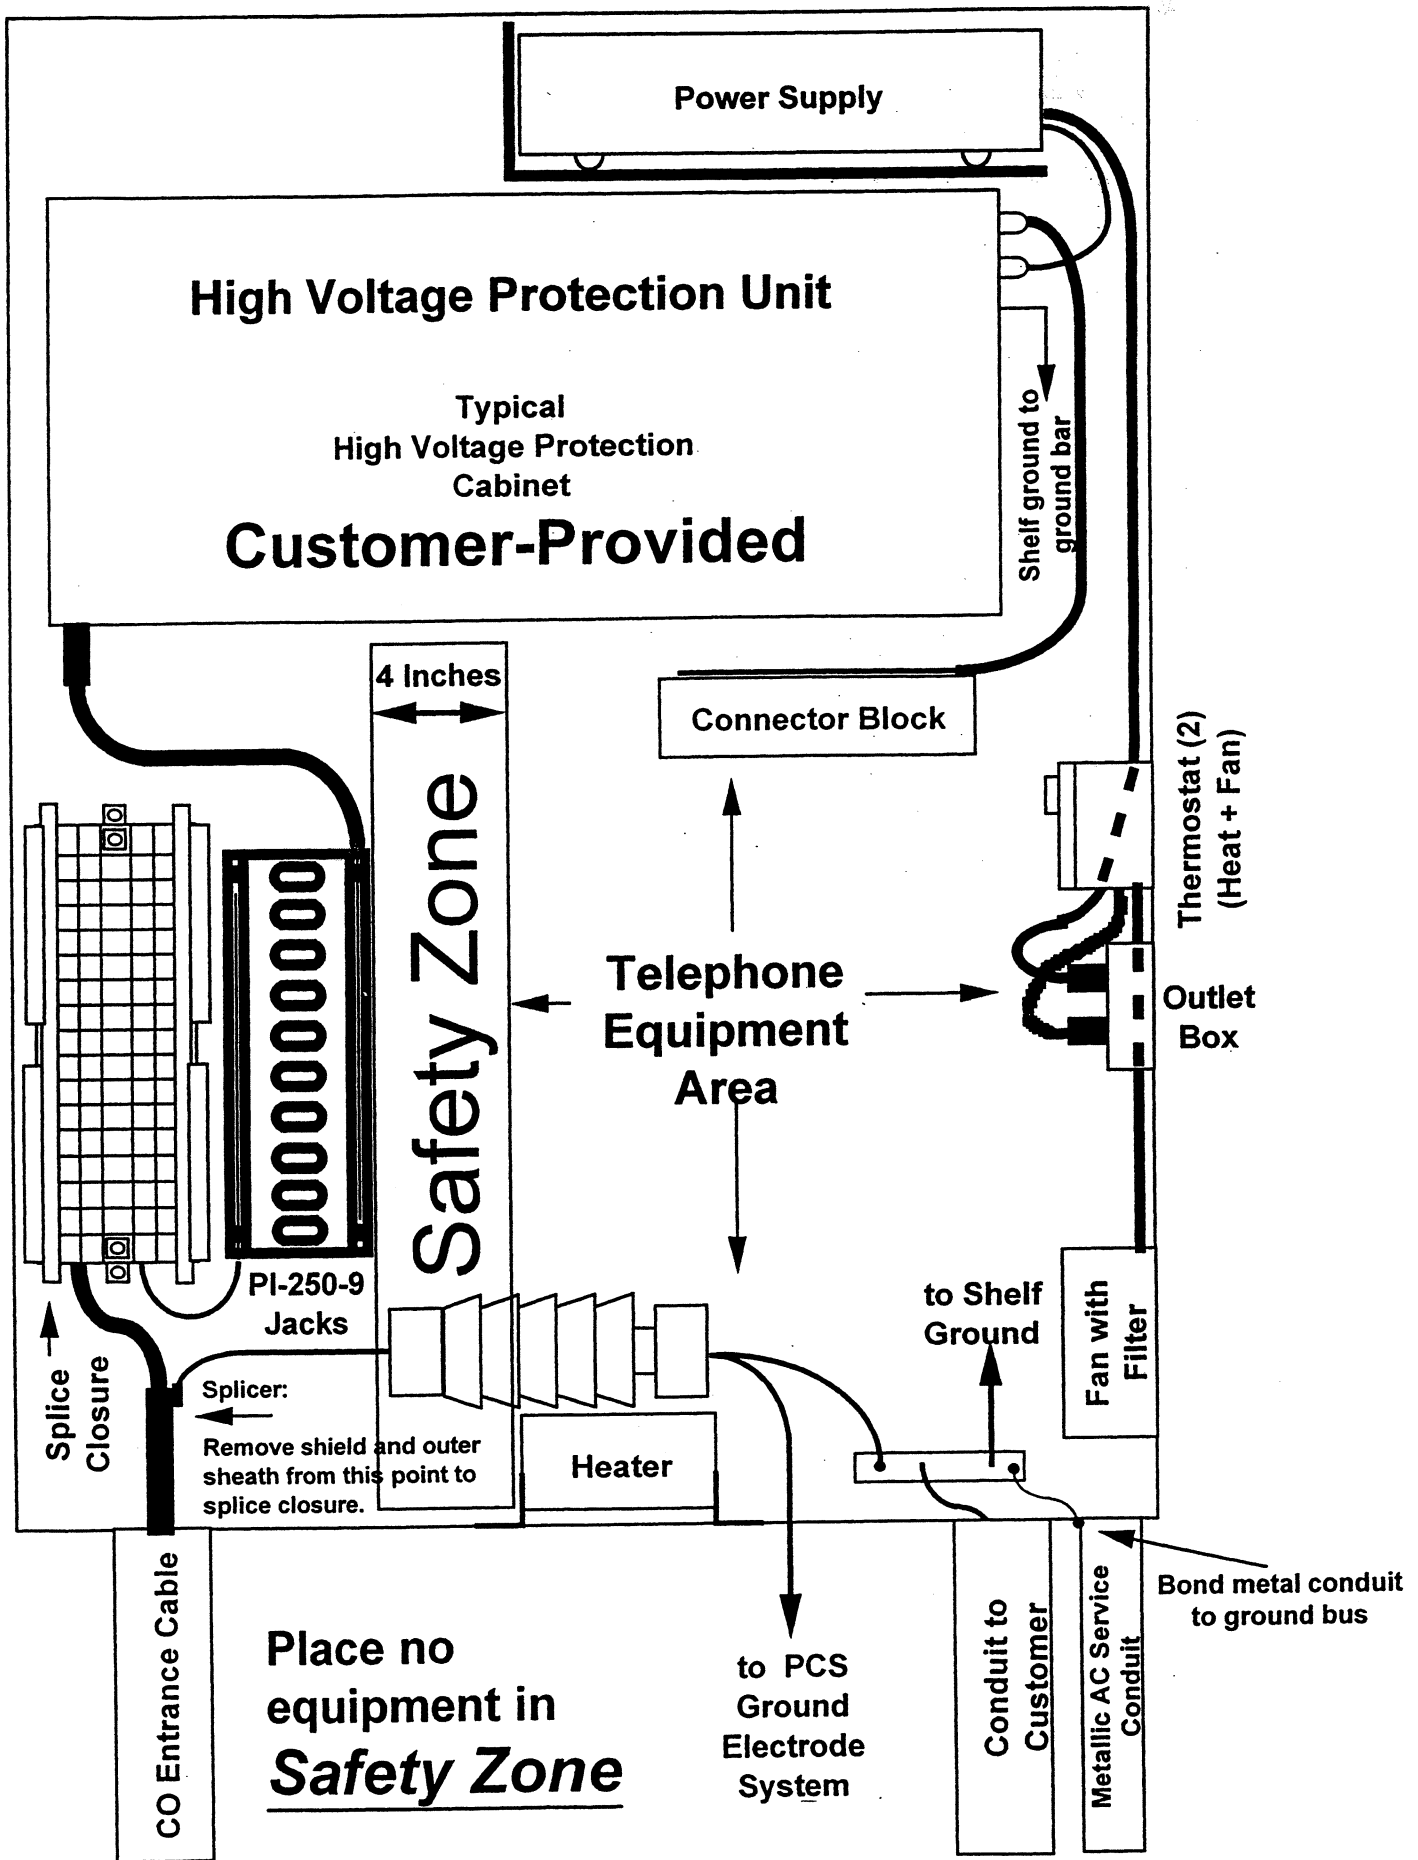 Power Supply
High Voltage Protection Unit
Typical
High Voltage Protection
Cabinet
Customer-Provided
Shelf ground to
ground bar
4 Inches
Connector Block
Safety Zone
Thermostat (2)
(Heat + Fan)
Telephone
Equipment
Area
Outlet
Box
PI-250-9
Jacks
to Shelf
Ground
Fan with
Filter
Splice
Closure
Splicer:
Remove shield and outer
sheath from this point to
splice closure.
Heater
Bond metal conduit
to ground bus
CO Entrance Cable
Place no
equipment in
Safety Zone
to PCS
Ground
Electrode
System
Conduit to
Customer
Metallic AC Service
Conduit